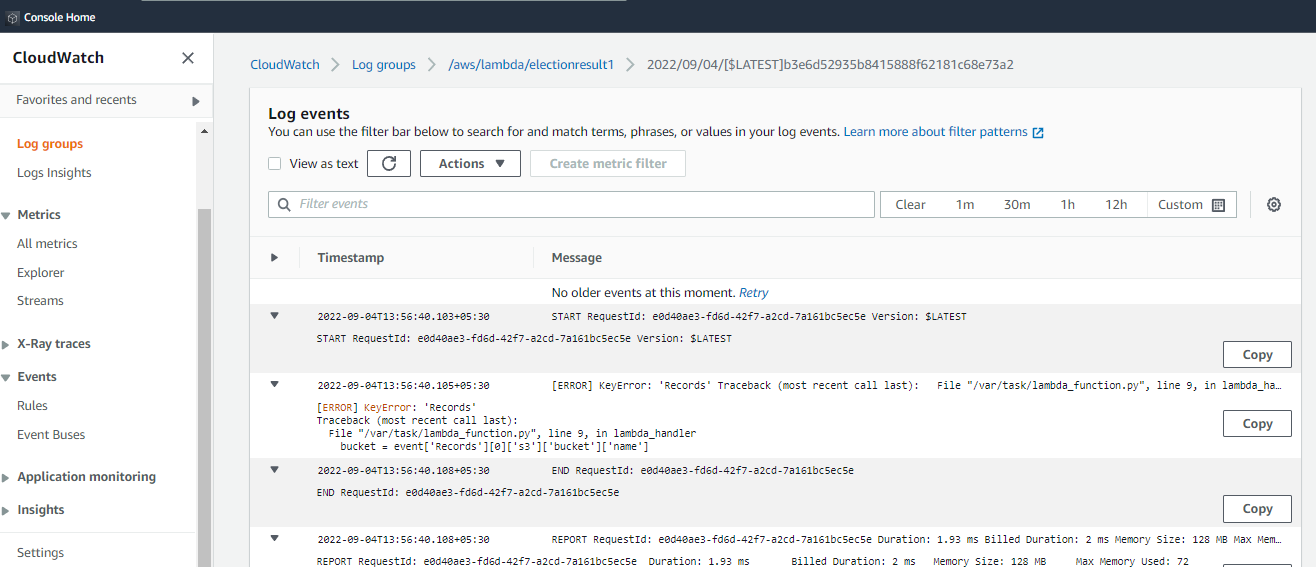 Console Home
CloudWatch
Favorites and recents
Log groups
Logs Insights
Metrics
All metrics
Explorer
Streams
X-Ray traces
Events
Rules
Event Buses
Application monitoring
Insights
Settings
CloudWatch Log groups /aws/lambda/electionresult1 2022/09/04/[$LATEST]b3e6d52935b8415888f62181c68e73a2
Log events
You can use the filter bar below to search for and match terms, phrases, or values in your log events. Learn more about filter patterns
View as text Actions Create metric filter
Filter events Clear 1m 30m 1h 12h Custom
Timestamp Message
No older events at this moment. Retry
2022-09-04T13:56:40.103+05:30 START RequestId: e0d40ae3-fd6d-42f7-a2cd-7a161bc5ec5e Version: $LATEST
START RequestId: e0d40ae3-fd6d-42f7-a2cd-7a161bc5ec5e Version: $LATEST
Copy
2022-09-04T13:56:40.105+05:30 [ERROR] KeyError: 'Records' Traceback (most recent call last): File "/var/task/lambda_function.py", line 9, in lambda_ha…
[ERROR] KeyError: 'Records'
Traceback (most recent call last):
File "/var/task/lambda_function.py", line 9, in lambda_handler
bucket = event['Records'][0]['s3']['bucket']['name']
Copy
2022-09-04T13:56:40.108+05:30 END RequestId: e0d40ae3-fd6d-42f7-a2cd-7a161bc5ec5e
END RequestId: e0d40ae3-fd6d-42f7-a2cd-7a161bc5ec5e
Copy
2022-09-04T13:56:40.108+05:30 REPORT RequestId: e0d40ae3-fd6d-42f7-a2cd-7a161bc5ec5e Duration: 1.93 ms Billed Duration: 2 ms Memory Size: 128 MB Max Mem…
REPORT RequestId: e0d40ae3-fd6d-42f7-a2cd-7a161bc5ec5e Duration: 1.93 ms Billed Duration: 2 ms Memory Size: 128 MB Max Memory Used: 72